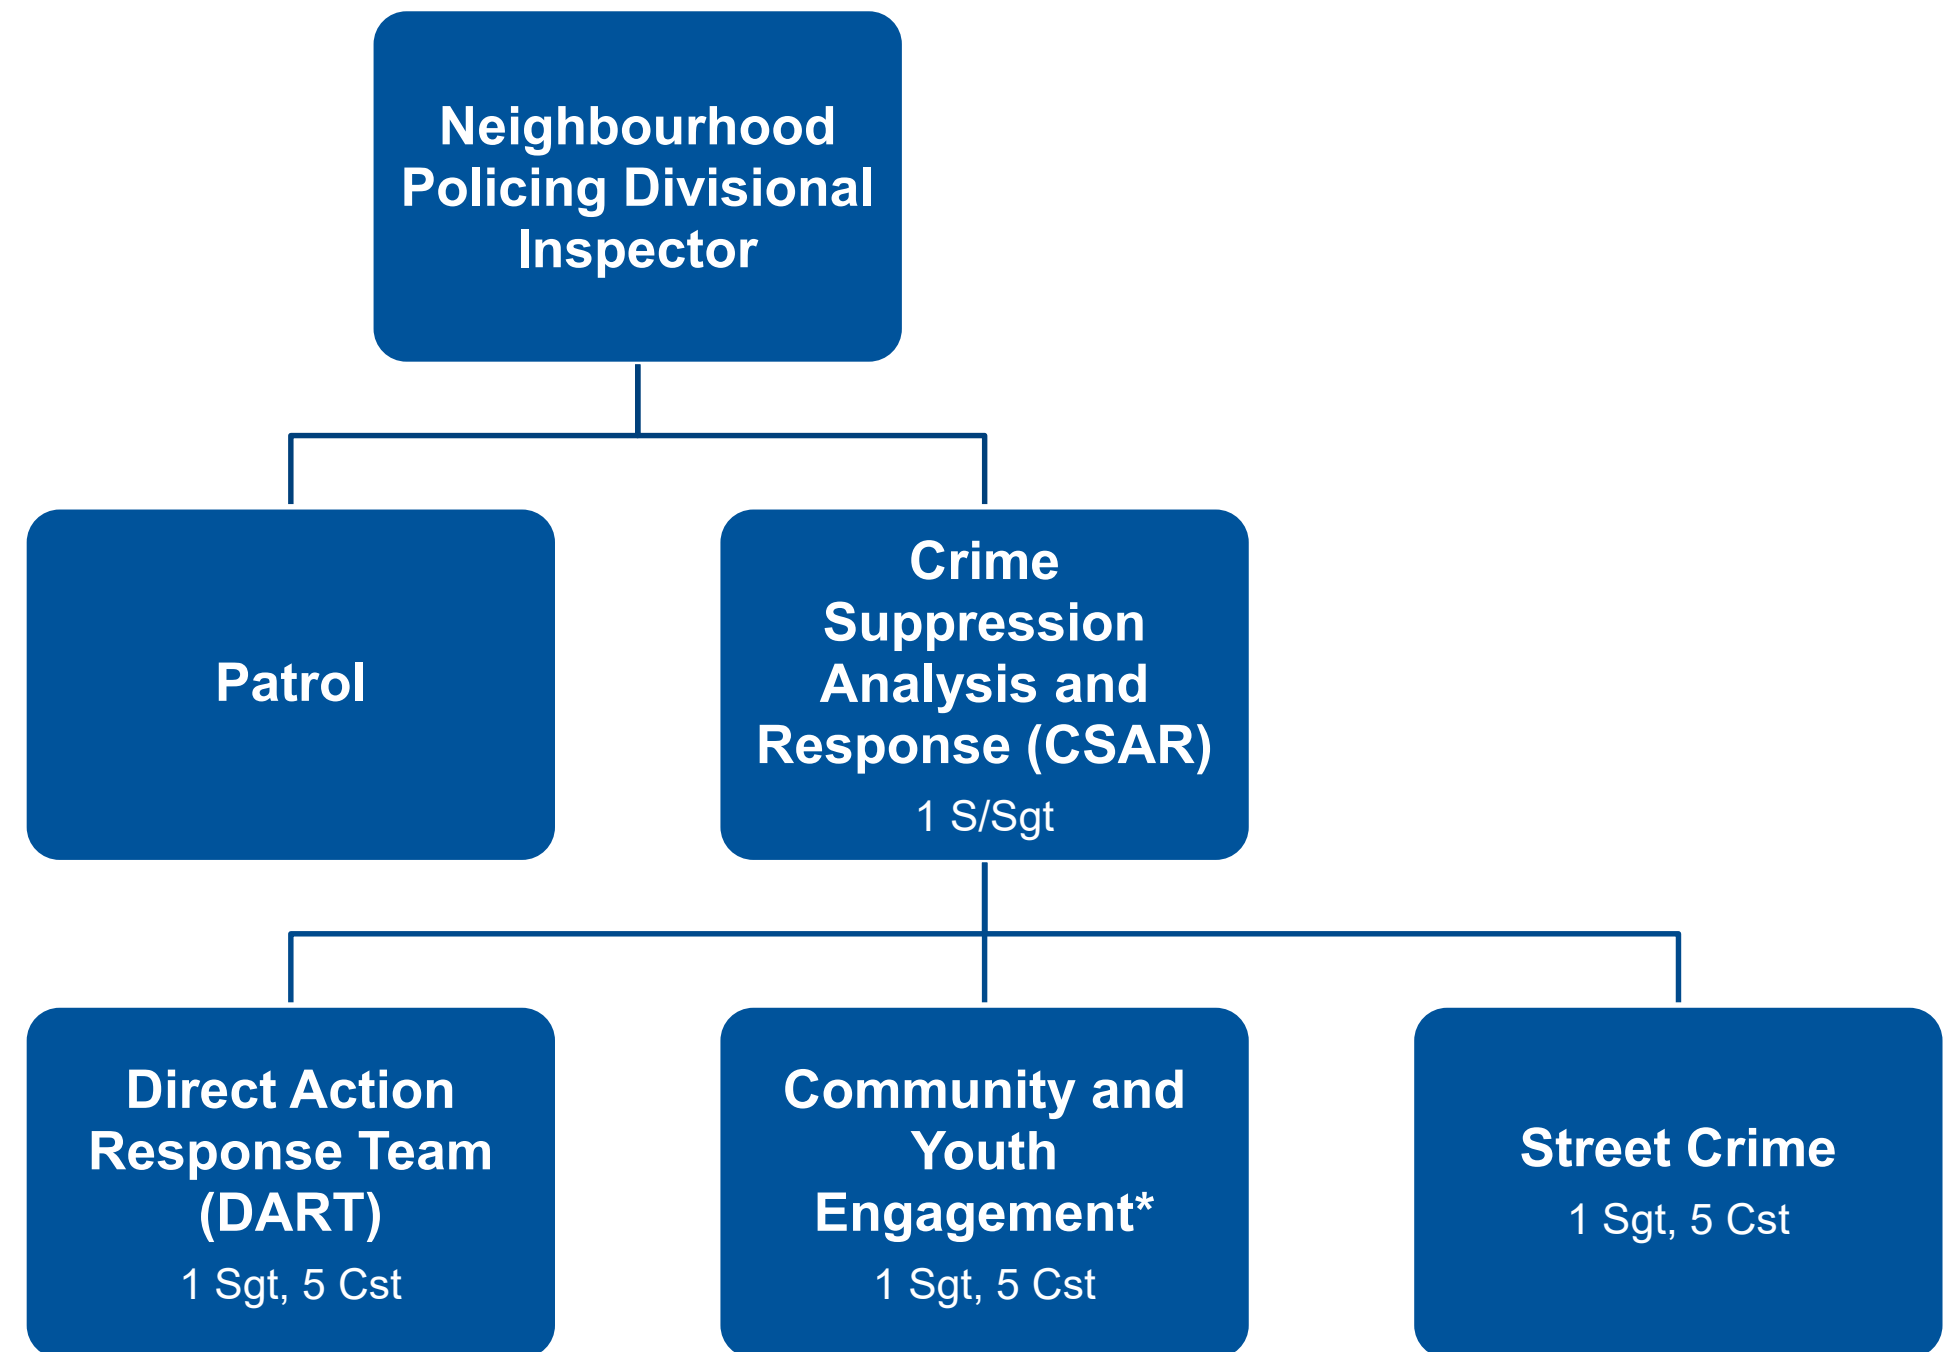 Neighbourhood
Policing Divisional
Inspector
Patrol
Crime
Suppression
Analysis and
Response (CSAR)
1 S/Sgt
Direct Action
Response Team
(DART)
1 Sgt, 5 Cst
Community and
Youth
Engagement*
1 Sgt, 5 Cst
Street Crime
1 Sgt, 5 Cst